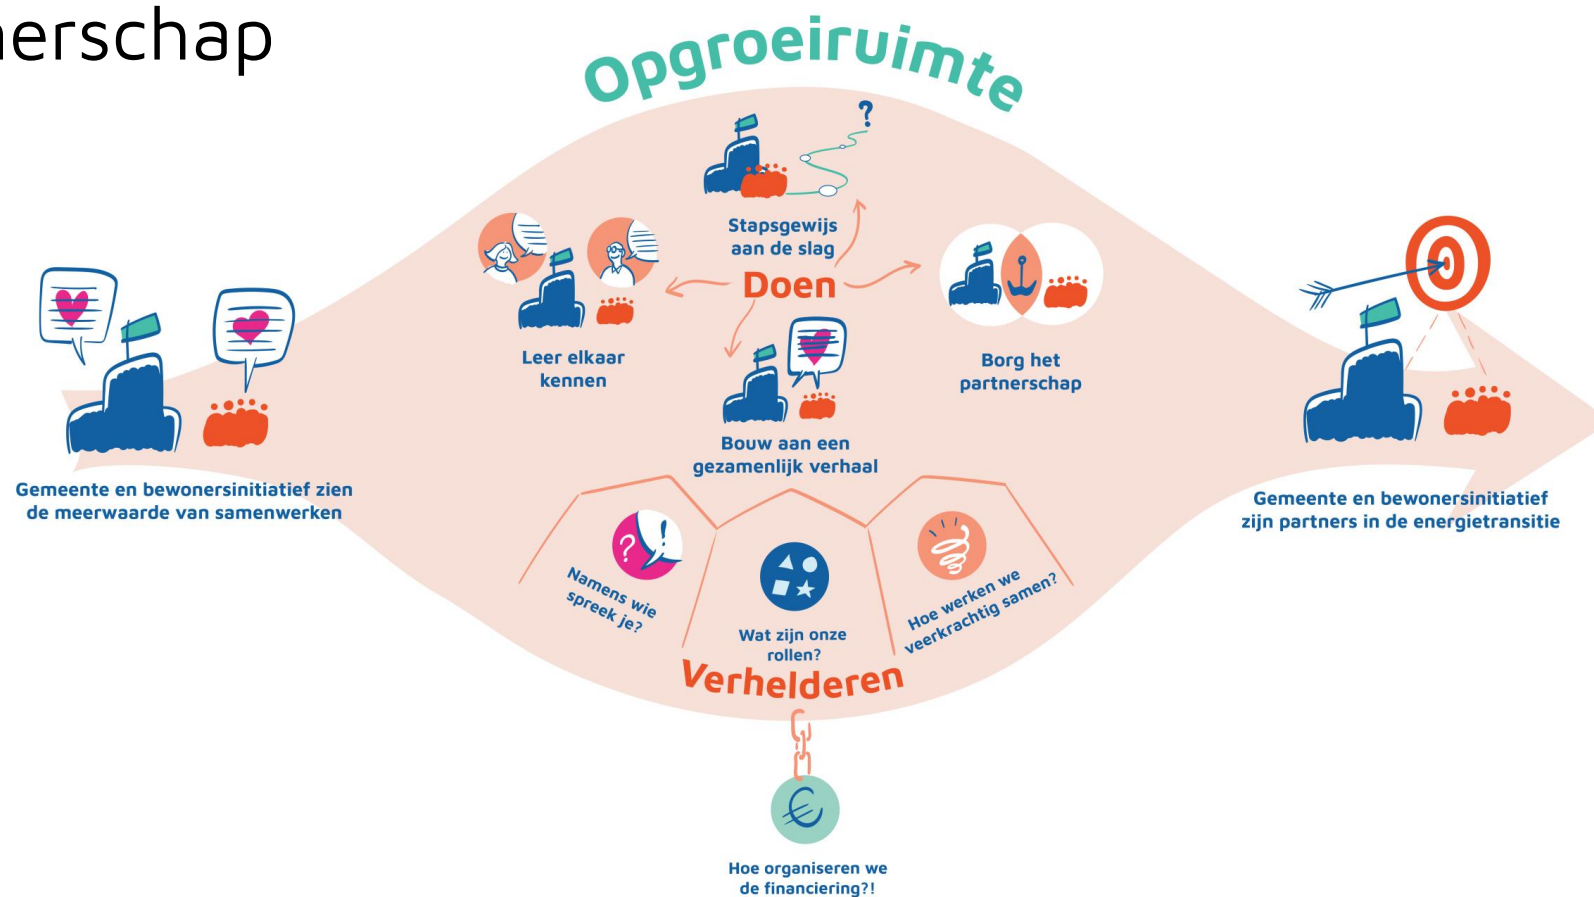 nerschap
Opgroeiruimte
?
Stapsgewijs
aan de slag
Doen
Leer elkaar
kennen
Borg het
partnerschap
Bouw aan een
gezamenlijk verhaal
Gemeente en bewonersinitiatief zien
de meerwaarde van samenwerken
Gemeente en bewonersinitiatief
zijn partners in de energietransitie
? !
Namens wie
spreek je?
Wat zijn onze
rollen?
Hoe werken we
veerkrachtig samen?
Verhelderen
€
Hoe organiseren we
de financiering?!